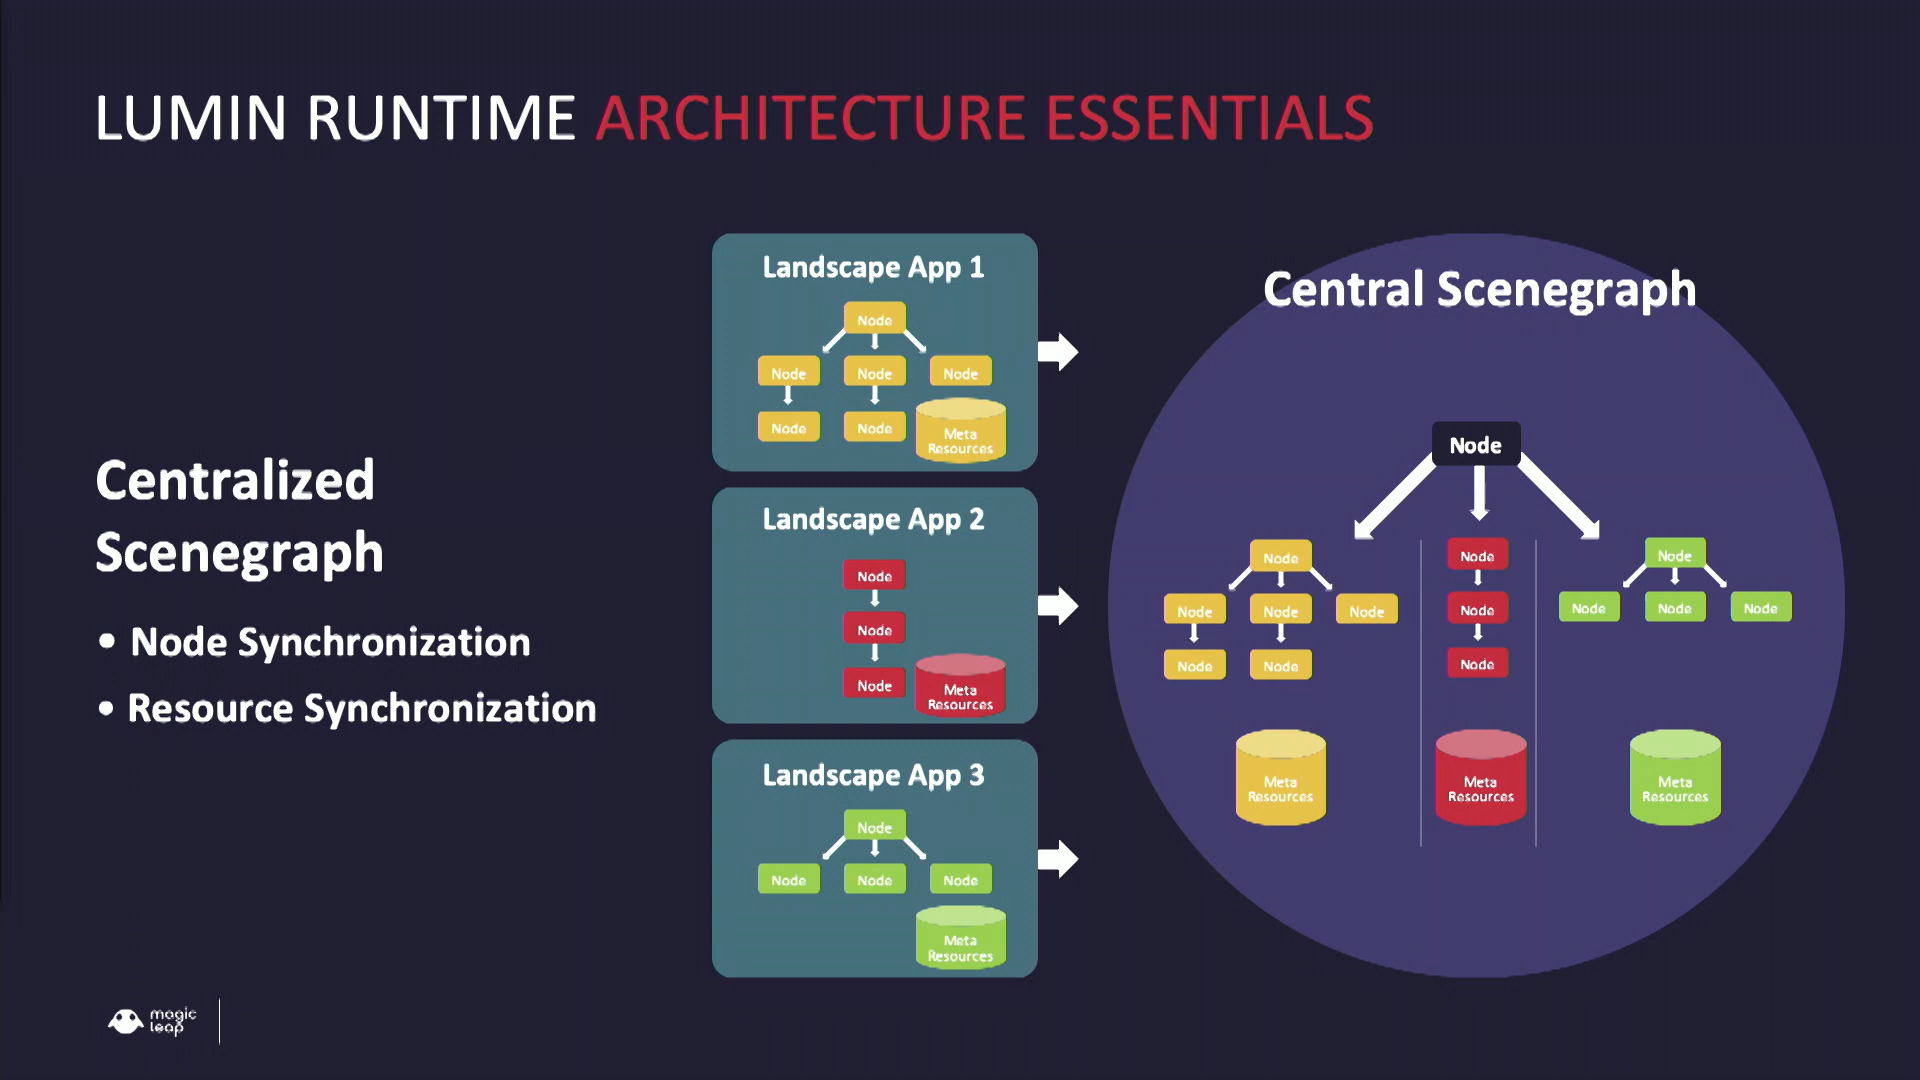 LUMIN RUNTIME ARCHITECTURE ESSENTIALS
Centralized
Scenegraph
• Node Synchronization
• Resource Synchronization
Landscape App 1
Node
Node Node Node
Node Node
Meta
Resources
Landscape App 2
Node
Node
Node
Meta
Resources
Landscape App 3
Node
Node Node Node
Meta
Resources
Central Scenegraph
Node
Node
Node Node Node
Node Node
Meta
Resources
Node
Node
Node
Meta
Resources
Node
Node Node Node
Meta
Resources
magic
leap